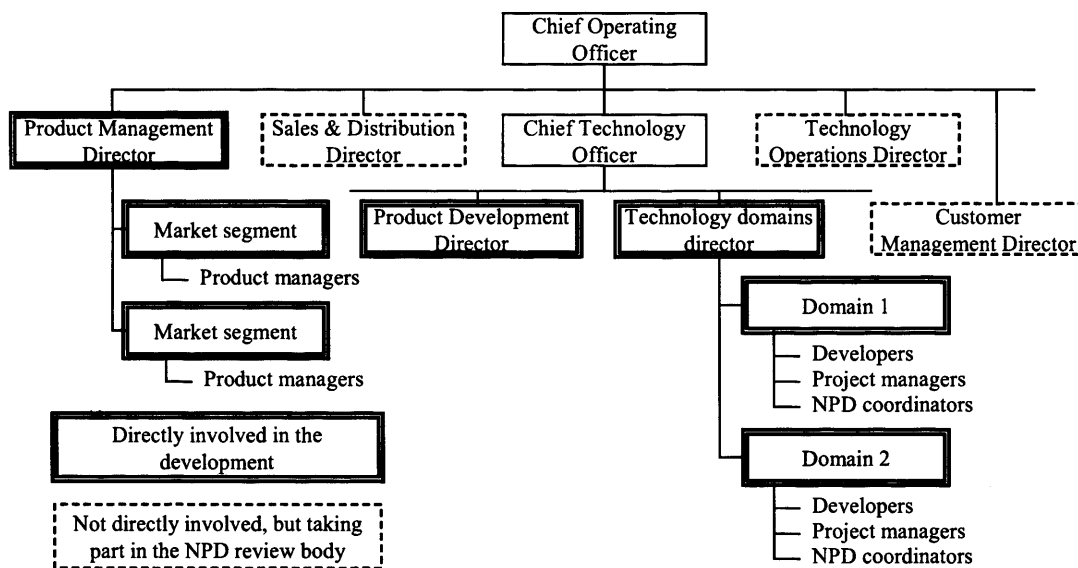 Chief Operating
Officer
Product Management
Director
Sales & Distribution
Director
Chief Technology
Officer
Technology
Operations Director
Market segment
Product managers
Market segment
Product managers
Product Development
Director
Technology domains
director
Customer
Management Director
Domain 1
Developers
Project managers
NPD coordinators
Domain 2
Developers
Project managers
NPD coordinators
Directly involved in the
development
Not directly involved, but taking
part in the NPD review body